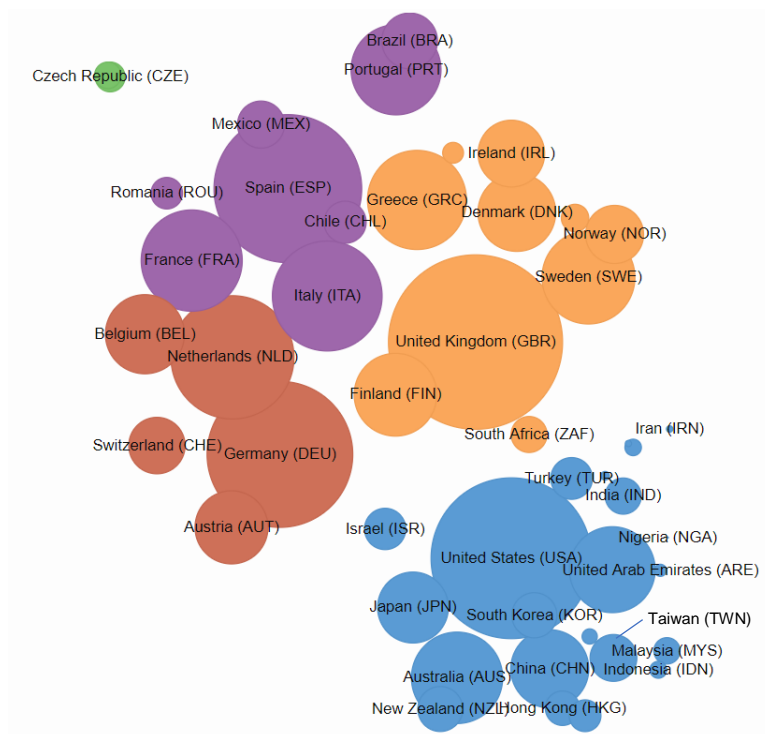 Brazil (BRA)
Portugal (PRT)
Czech Republic (CZE)
Mexico (MEX)
Ireland (IRL)
Spain (ESP)
Romania (ROU)
Greece (GRC)
Denmark (DNK)
Chile (CHL)
Norway (NOR)
France (FRA)
Sweden (SWE)
Italy (ITA)
Belgium (BEL)
United Kingdom (GBR)
Netherlands (NLD)
Finland (FIN)
Iran (IRN)
South Africa (ZAF)
Switzerland (CHE)
Germany (DEU)
Turkey (TUR)
India (IND)
Austria (AUT)
Israel (ISR)
Nigeria (NGA)
United States (USA)
United Arab Emirates (ARE)
Japan (JPN)
South Korea (KOR)
Taiwan (TWN)
Malaysia (MYS)
China (CHN)
Indonesia (IDN)
Australia (AUS)
New Zealand (NZL)
Hong Kong (HKG)